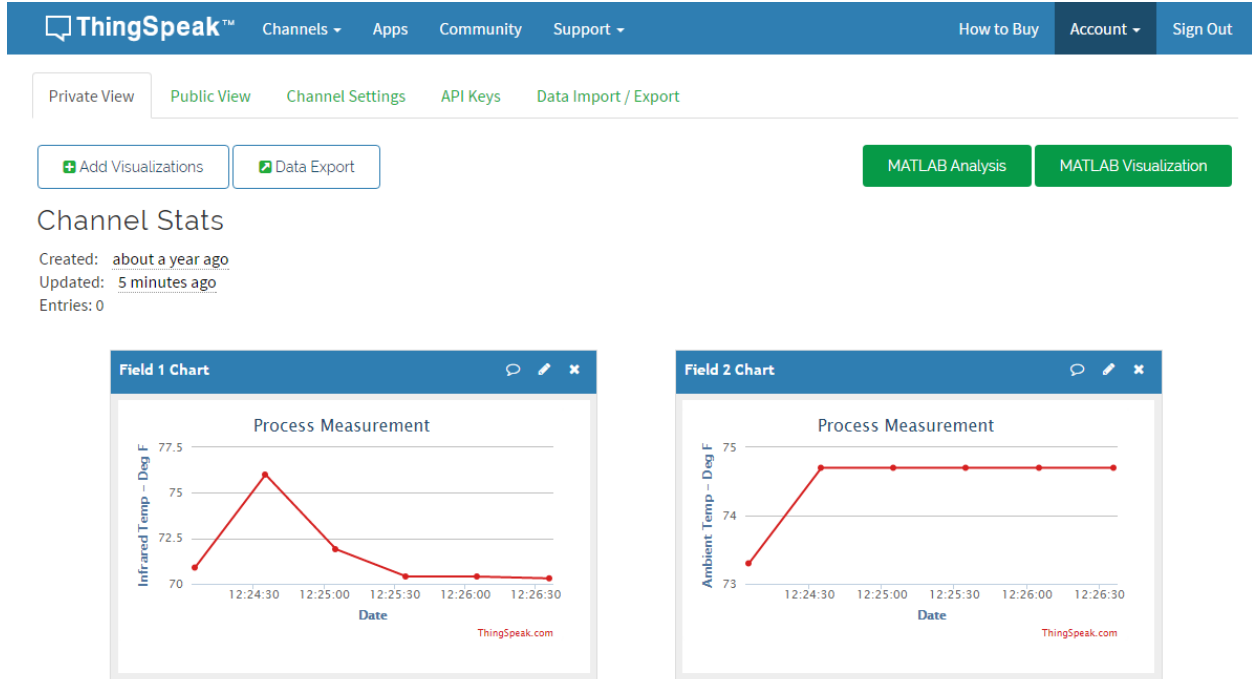 ThingSpeak™ Channels Apps Community Support How to Buy Account Sign Out
Private View Public View Channel Settings API Keys Data Import / Export
Add Visualizations Data Export MATLAB Analysis MATLAB Visualization
Channel Stats
Created: about a year ago
Updated: 5 minutes ago
Entries: 0
Field 1 Chart
Process Measurement
Infrared Temp – Deg F
77.5
75
72.5
70
12:24:30 12:25:00 12:25:30 12:26:00 12:26:30
Date
ThingSpeak.com
Field 2 Chart
Process Measurement
Ambient Temp – Deg F
75
74
73
12:24:30 12:25:00 12:25:30 12:26:00 12:26:30
Date
ThingSpeak.com